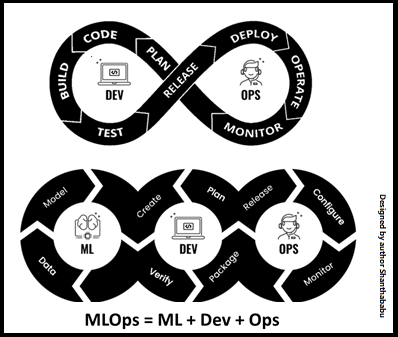 CODE
PLAN
DEPLOY
BUILD
DEV
RELEASE
OPS
OPERATE
TEST
MONITOR
Model
Create
Plan
Release
Configure
ML
DEV
OPS
Data
Verify
Package
Monitor
MLOps = ML + Dev + Ops
Designed by author Shanthababu